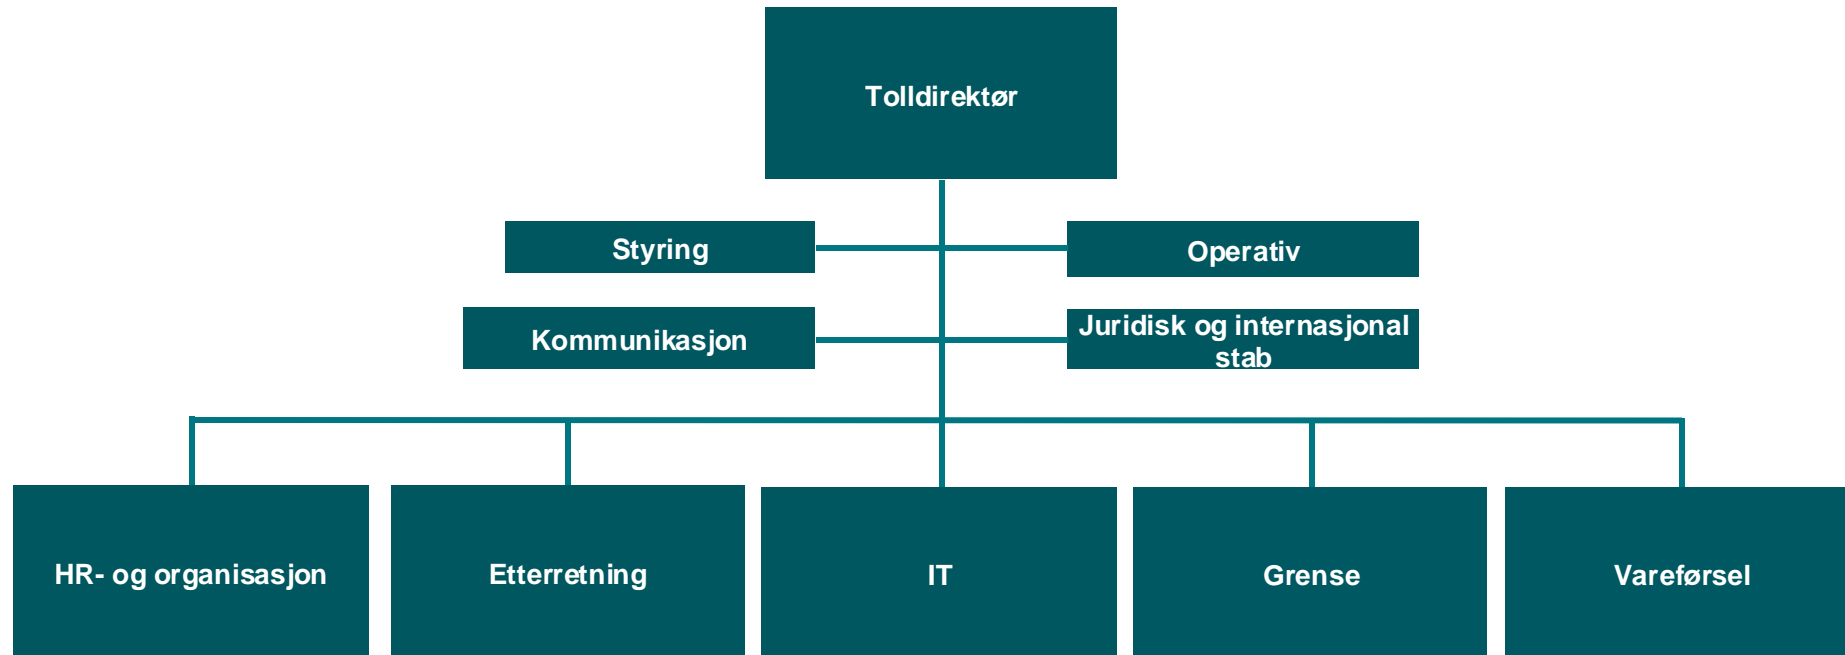 Tolldirektør
Styring
Operativ
Kommunikasjon
Juridisk og internasjonal
stab
HR- og organisasjon
Etterretning
IT
Grense
Vareførsel